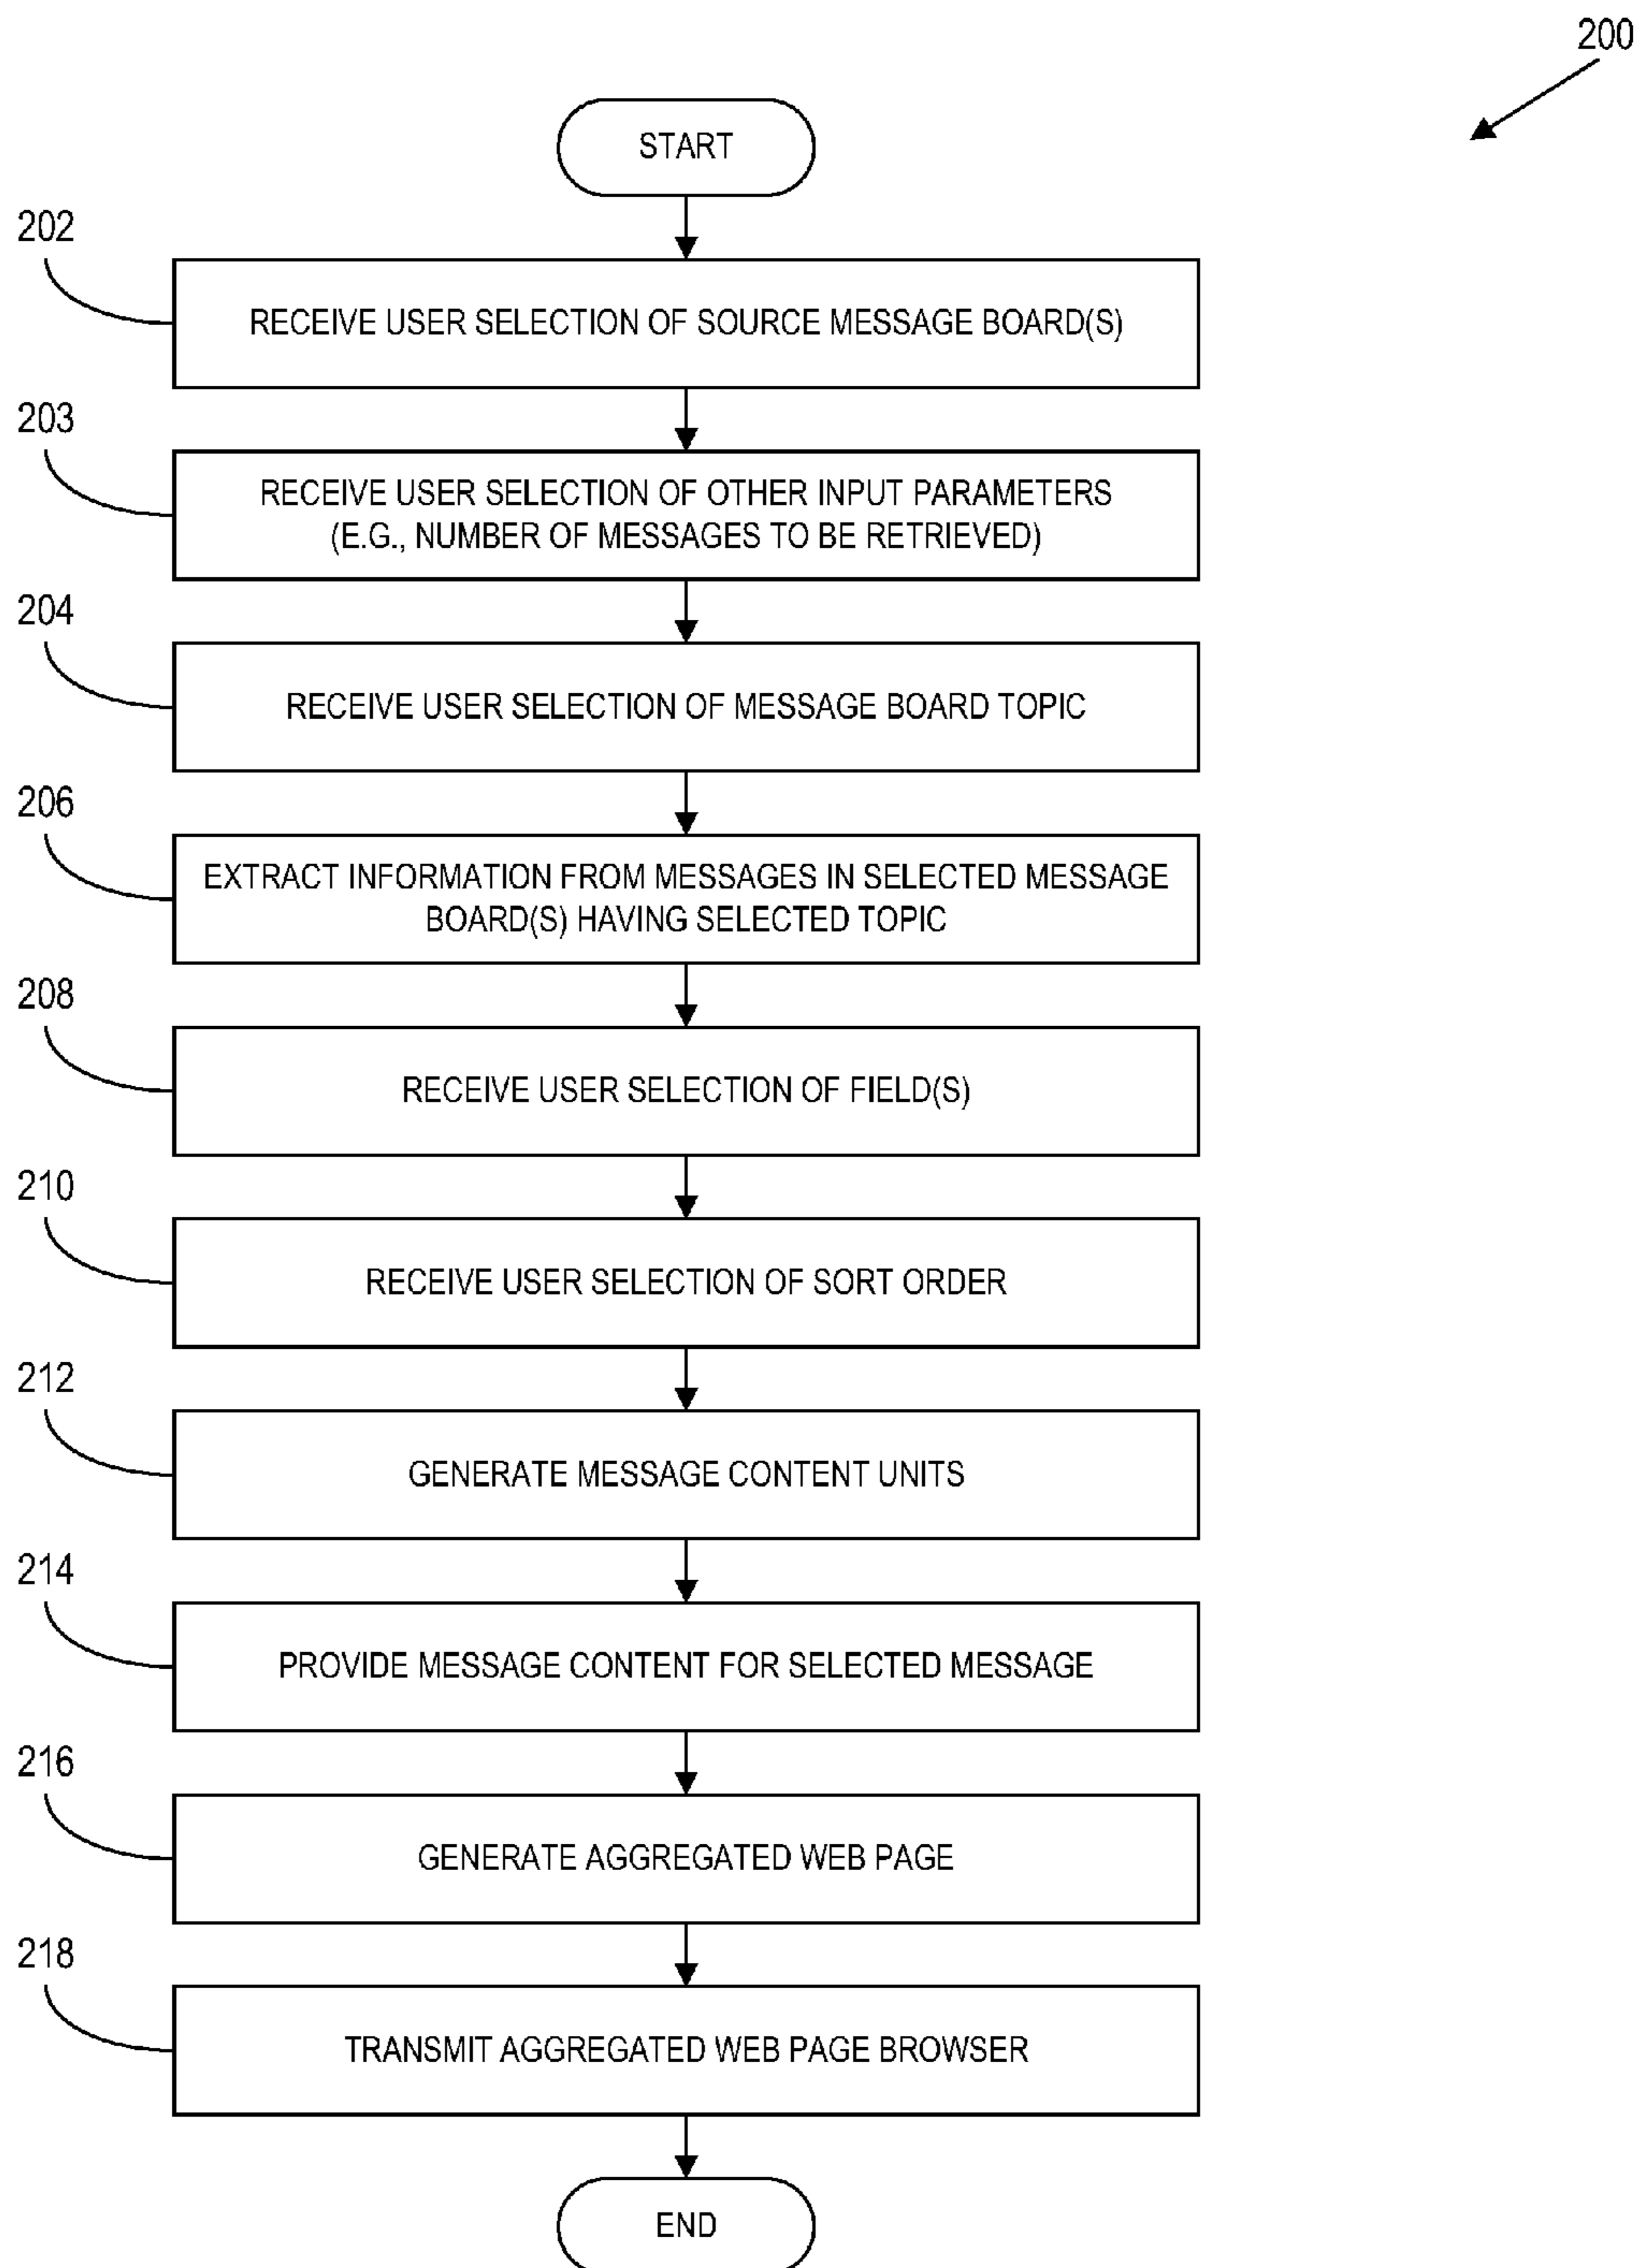 200
START
202
RECEIVE USER SELECTION OF SOURCE MESSAGE BOARD(S)
203
RECEIVE USER SELECTION OF OTHER INPUT PARAMETERS
(E.G., NUMBER OF MESSAGES TO BE RETRIEVED)
204
RECEIVE USER SELECTION OF MESSAGE BOARD TOPIC
206
EXTRACT INFORMATION FROM MESSAGES IN SELECTED MESSAGE
BOARD(S) HAVING SELECTED TOPIC
208
RECEIVE USER SELECTION OF FIELD(S)
210
RECEIVE USER SELECTION OF SORT ORDER
212
GENERATE MESSAGE CONTENT UNITS
214
PROVIDE MESSAGE CONTENT FOR SELECTED MESSAGE
216
GENERATE AGGREGATED WEB PAGE
218
TRANSMIT AGGREGATED WEB PAGE BROWSER
END